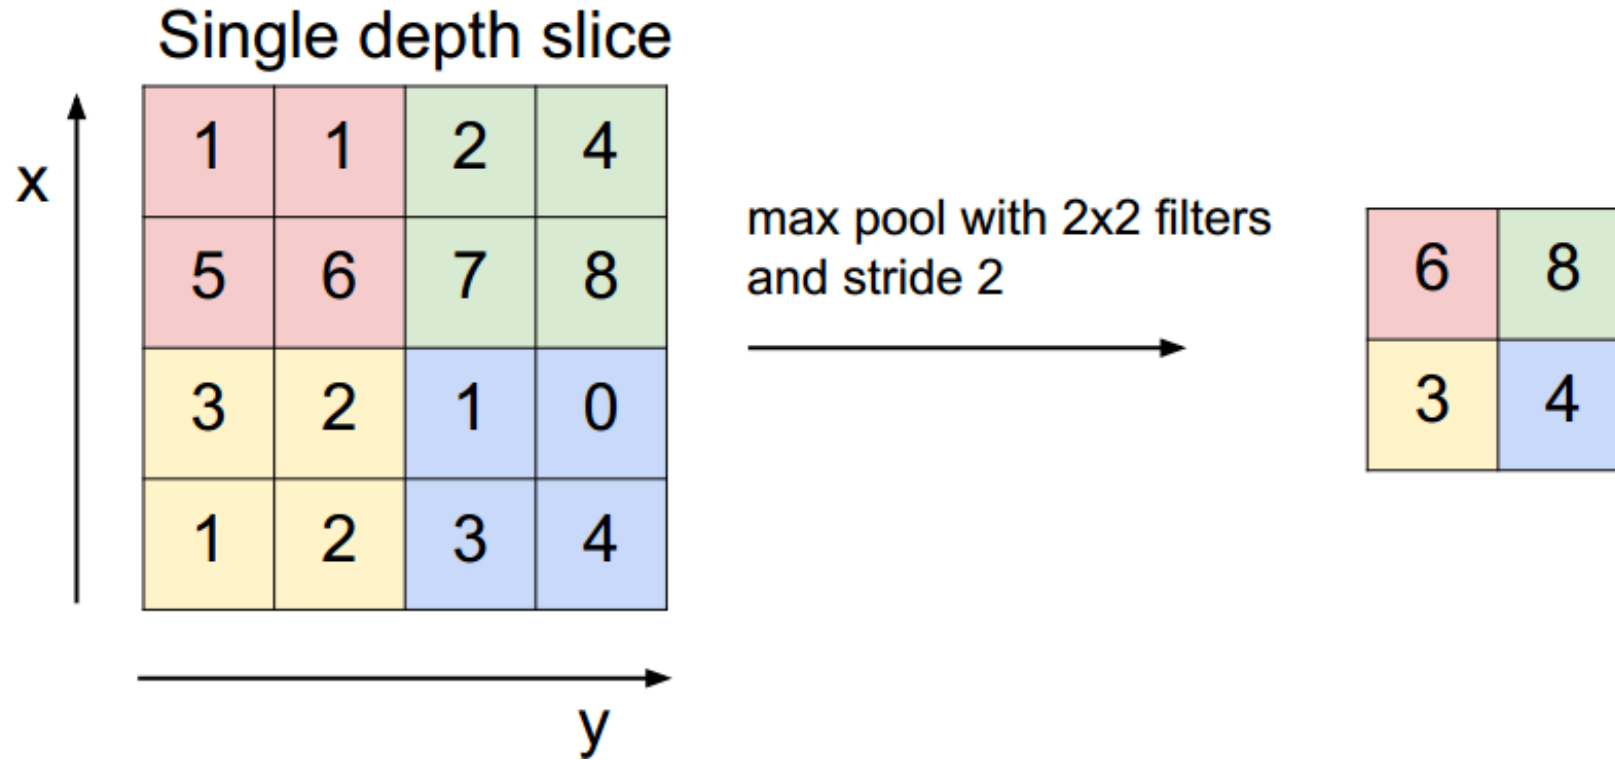 Single depth slice
x
1 1 2 4
5 6 7 8
3 2 1 0
1 2 3 4
y
max pool with 2x2 filters
and stride 2
6 8
3 4